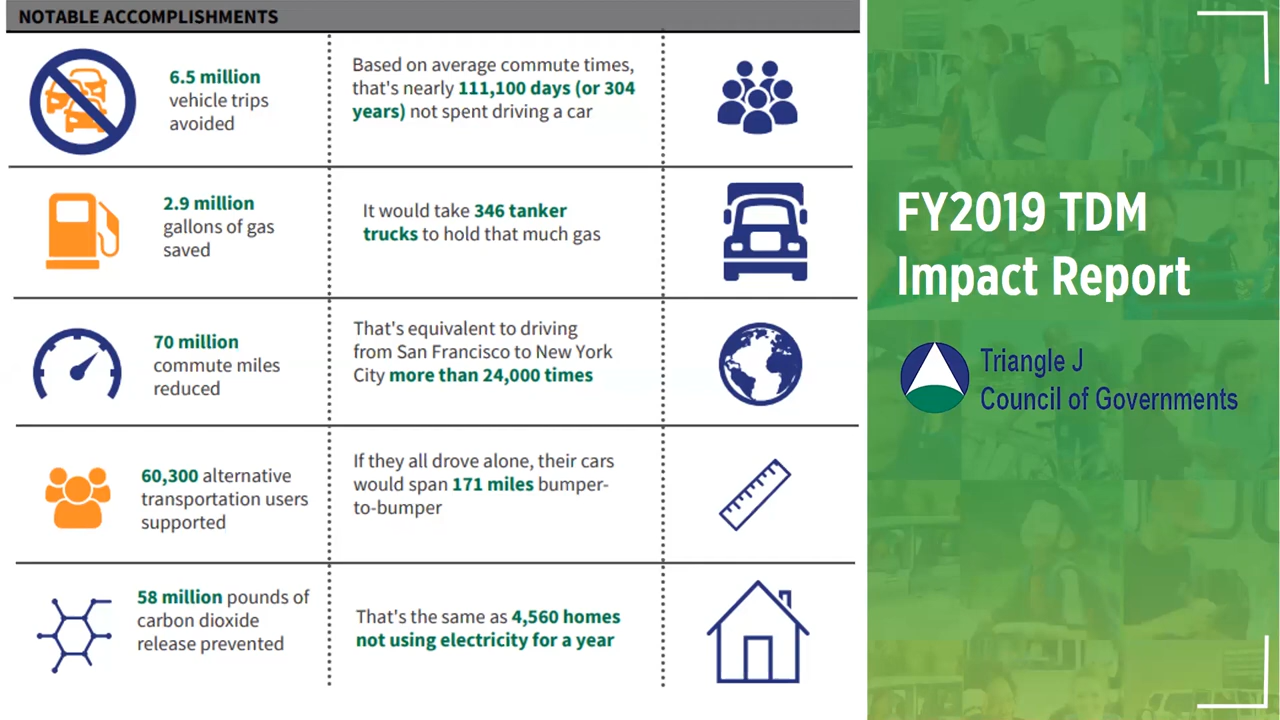 NOTABLE ACCOMPLISHMENTS
6.5 million
vehicle trips
avoided
Based on average commute times,
that's nearly 111,100 days (or 304
years) not spent driving a car
2.9 million
gallons of gas
saved
It would take 346 tanker
trucks to hold that much gas
70 million
commute miles
reduced
That's equivalent to driving
from San Francisco to New York
City more than 24,000 times
60,300 alternative
transportation users
supported
If they all drove alone, their cars
would span 171 miles bumper-
to-bumper
58 million pounds of
carbon dioxide
release prevented
That's the same as 4,560 homes
not using electricity for a year
FY2019 TDM
Impact Report
Triangle J
Council of Governments